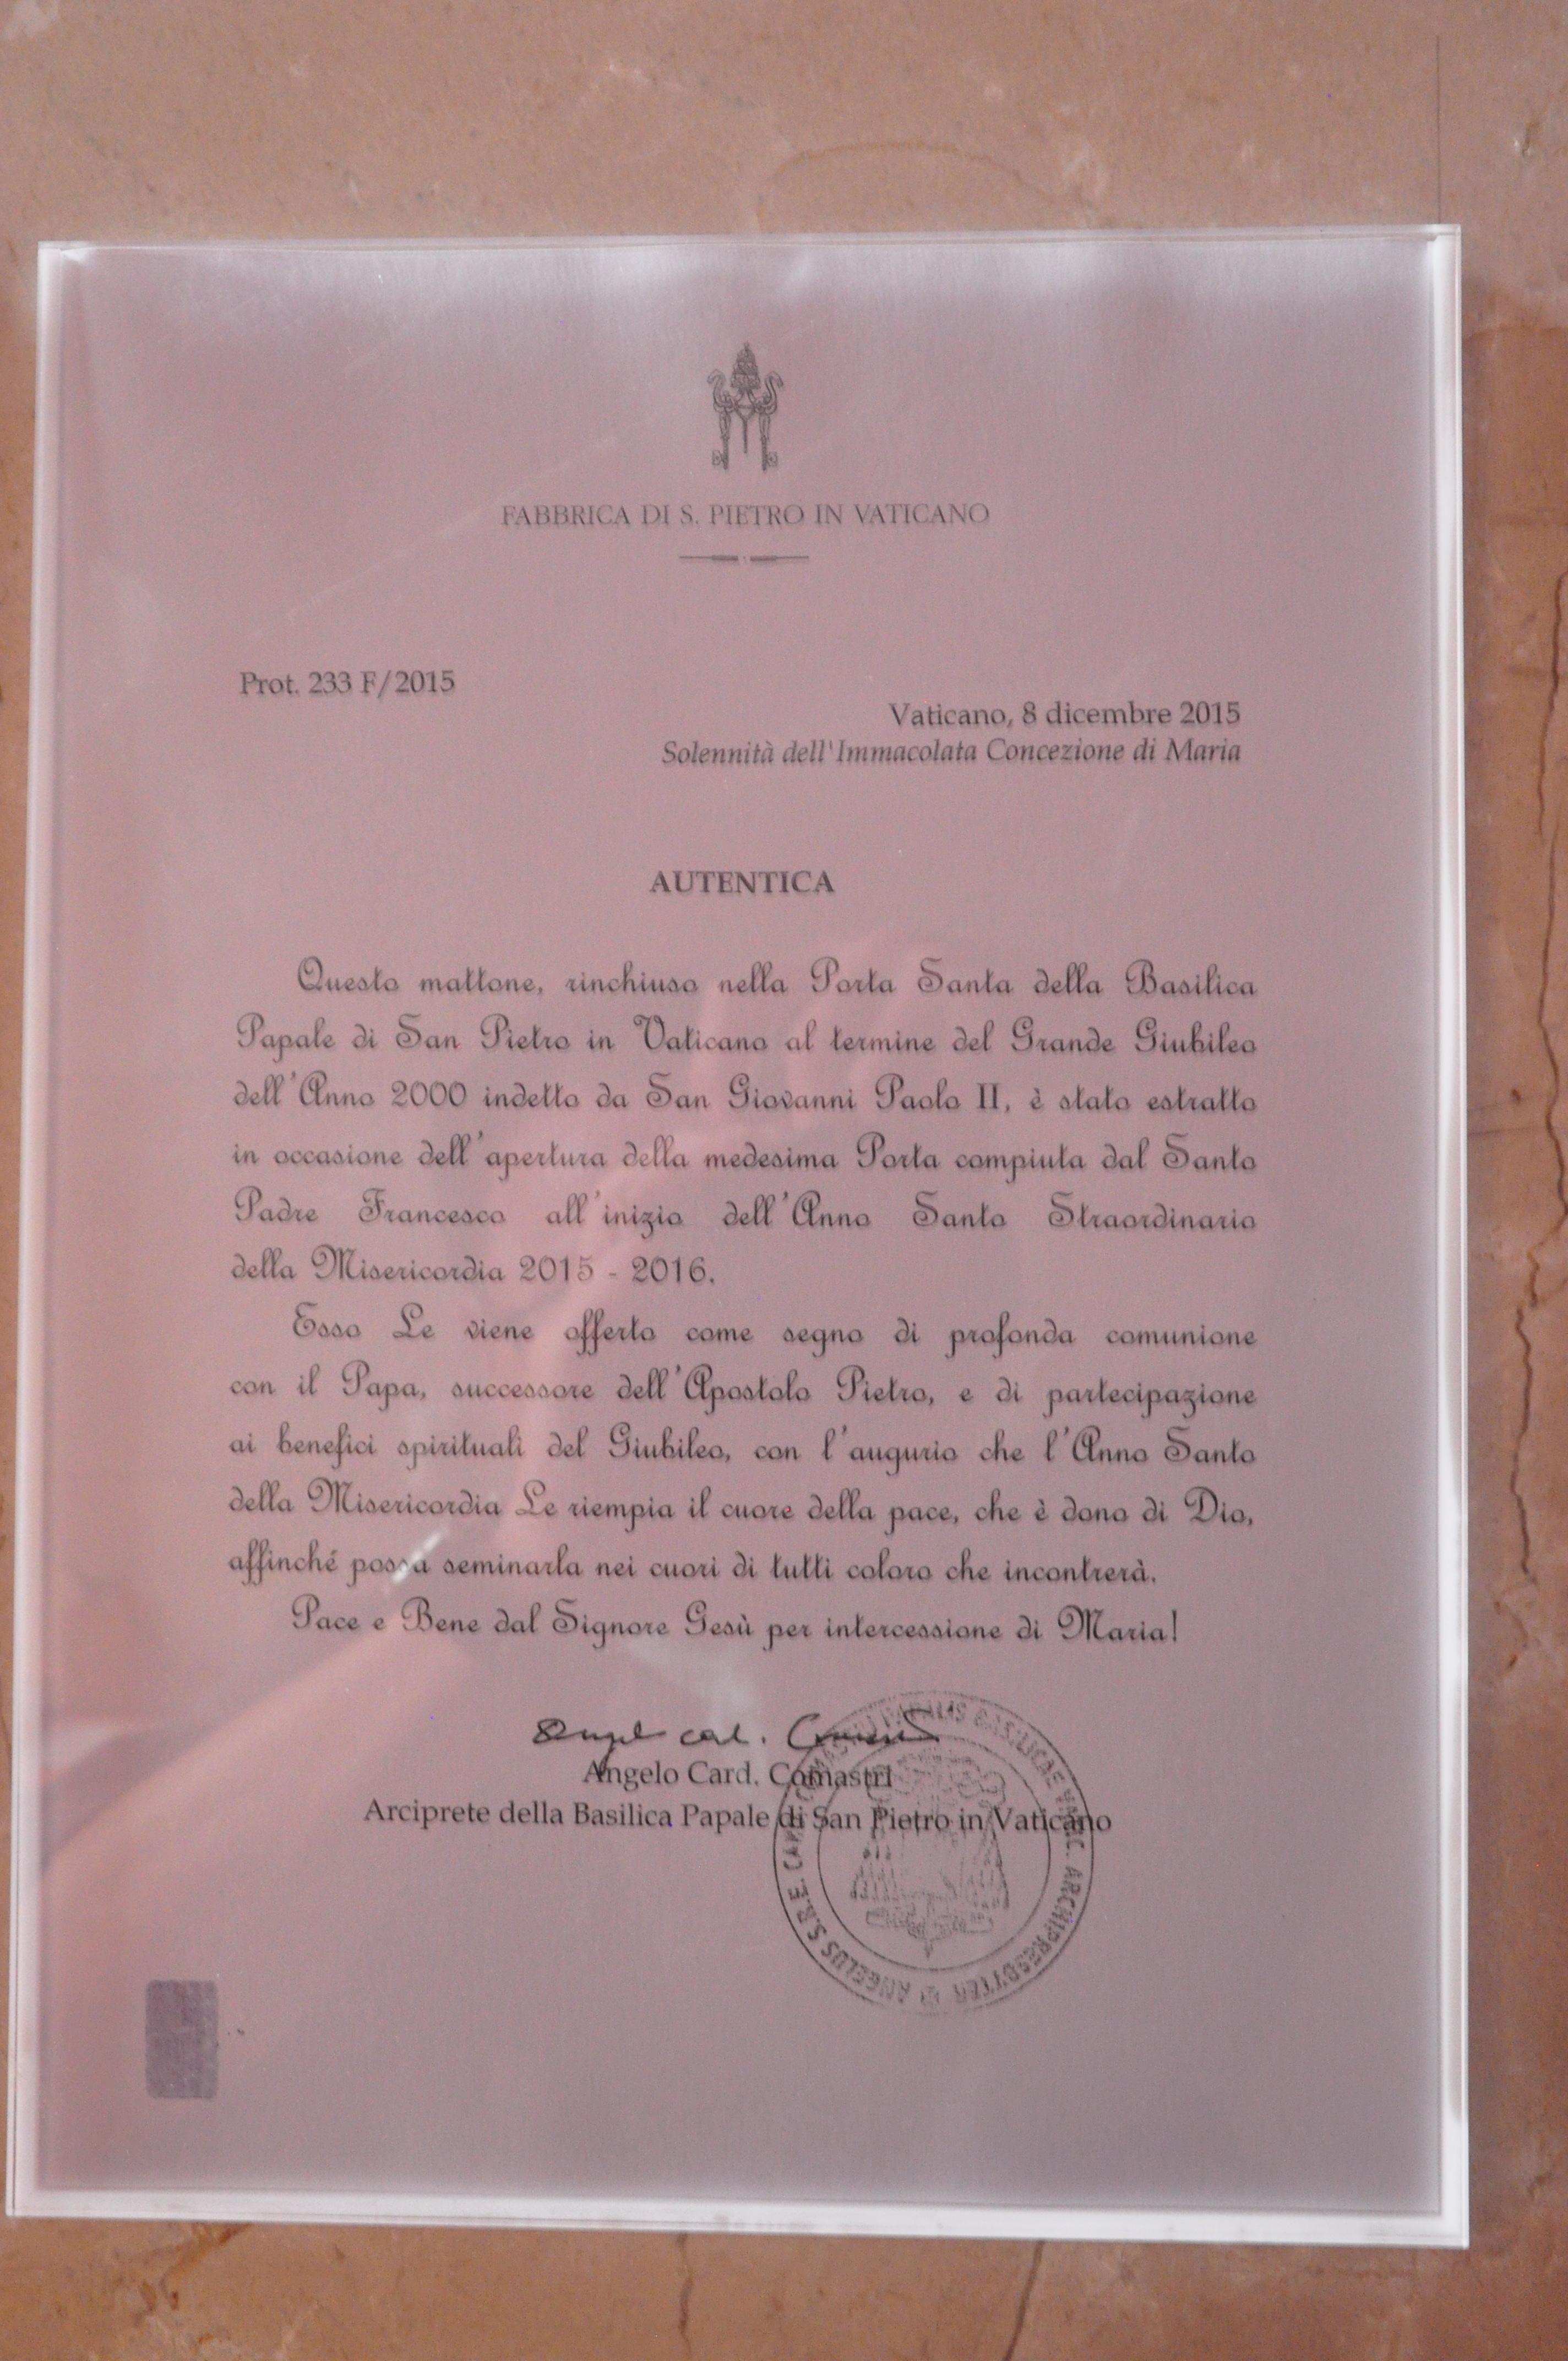 FABBRICA DI S. PIETRO IN VATICANO
Prot. 233 F/2015
Vaticano, 8 dicembre 2015
Solennità dell'Immacolata Concezione di Maria
AUTENTICA
Questo mattone, rinchiuso nella Porta Santa della Basilica
Papale di San Pietro in Vaticano al termine del Grande Giubileo
dell'Anno 2000 indetto da San Giovanni Paolo II, è stato estratto
in occasione dell'apertura della medesima Porta compiuta dal Santo
Padre Francesco all'inizio dell'Anno Santo Straordinario
della Misericordia 2015 - 2016.
Esso Le viene offerto come segno di profonda comunione
con il Papa, successore dell'Apostolo Pietro, e di partecipazione
ai benefici spirituali del Giubileo, con l'augurio che l'Anno Santo
della Misericordia Le riempia il cuore della pace, che è dono di Dio,
affinché possa seminarla nei cuori di tutti coloro che incontrerà.
Pace e Bene dal Signore Gesù per intercessione di Maria!
Angelo Card. Comastri
Arciprete della Basilica Papale di San Pietro in Vaticano
ANGELUS S.R.E. BASILICAE ARCHIPRESBYTER